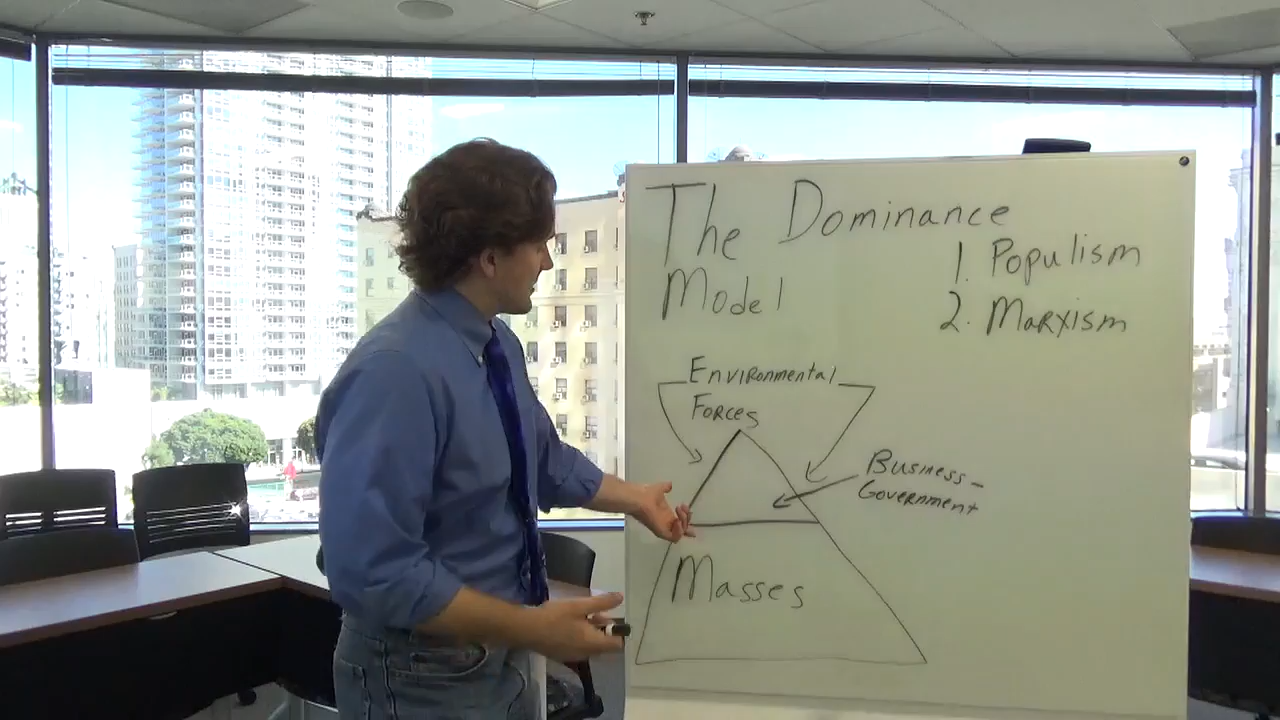 The Dominance
Model
1. Populism
2. Marxism
Environmental
Forces
Business-
Government
Masses